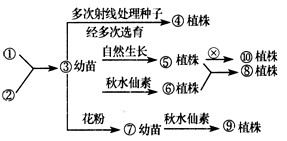 多次射线处理种子
④植株
经多次选育
①
自然生长
⑤ 植株
⊗
⑩植株
③幼苗
⑧植株
②
秋水仙素
⑥植株
花粉
⑦ 幼苗
秋水仙素
⑨植株